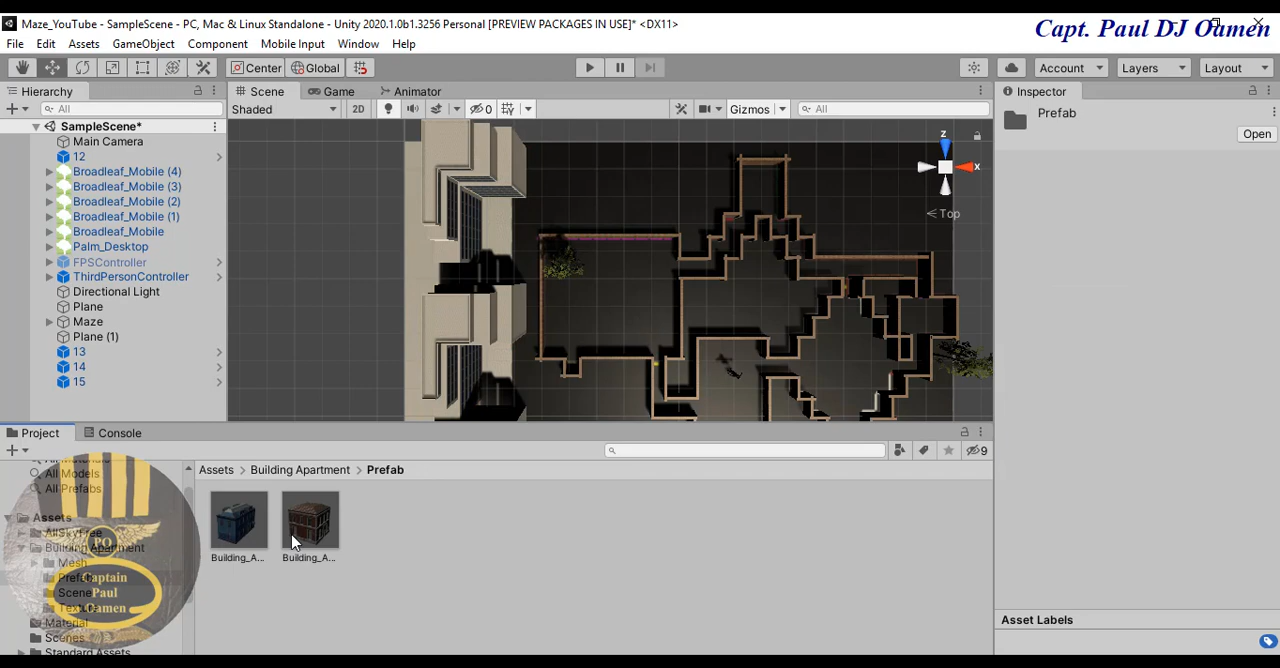 Maze_YouTube - SampleScene - PC, Mac & Linux Standalone - Unity 2020.1.0b1.3256 Personal [PREVIEW PACKAGES IN USE]* <DX11>
Capt. Paul DJ Oamen
File Edit Assets GameObject Component Mobile Input Window Help
Center Global Account Layers Layout
Hierarchy Scene Game Animator Inspector
All Shaded 2D 0 Gizmos All
Prefab
Open
SampleScene*
Main Camera
12
Broadleaf_Mobile (4)
Broadleaf_Mobile (3)
Broadleaf_Mobile (2)
Broadleaf_Mobile (1)
Broadleaf_Mobile
Palm_Desktop
FPSController
ThirdPersonController
Directional Light
Plane
Maze
Plane (1)
13
14
15
z
x
Top
Project Console
9
All Models
All Prefabs
Assets
AllSkyFree
Building Apartment
Mesh
Prefab
Scene
Texture
Material
Scenes
Standard Assets
PO
Captain
Paul
Oamen
Assets > Building Apartment > Prefab
Building_A... Building_A...
Asset Labels